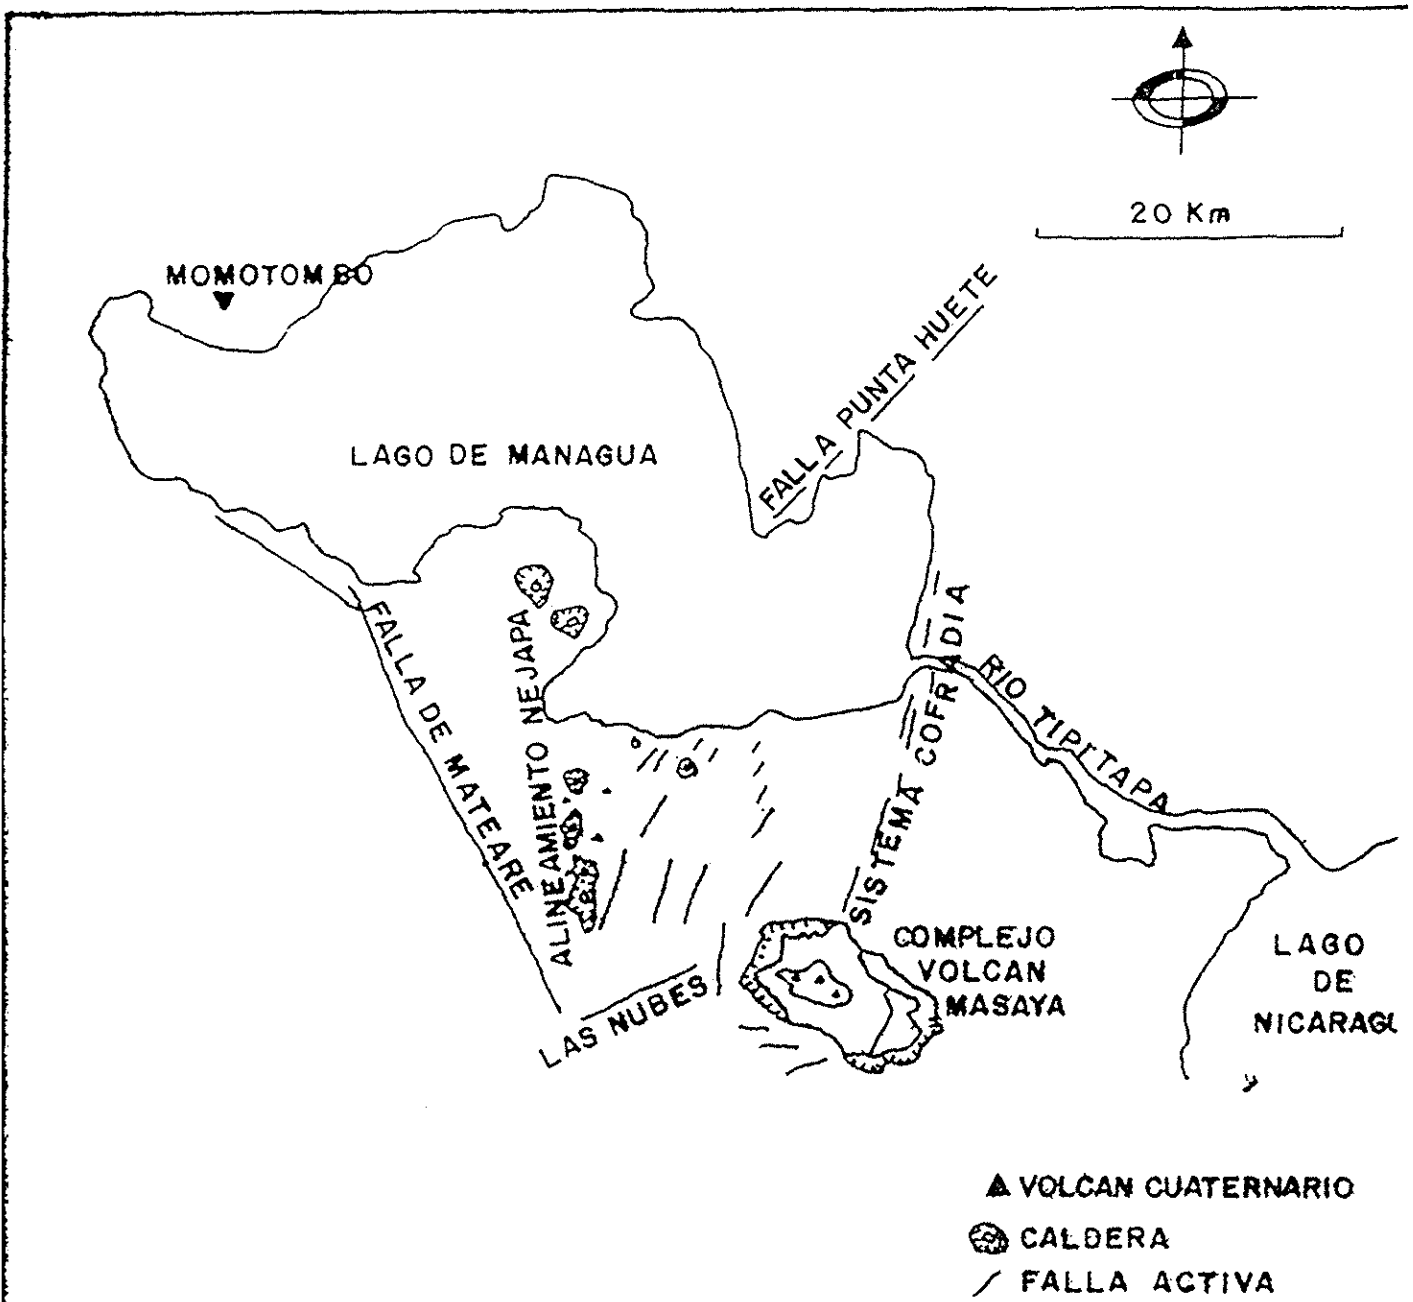 20 Km
MOMOTOMBO
FALLA PUNTA HUETE
LAGO DE MANAGUA
FALLA DE MATEARE
ALINEAMIENTO NEJAPA
SISTEMA COFRADIA
RIO TIPITAPA
LAS NUBES
COMPLEJO
VOLCAN
MASAYA
LAGO
DE
NICARAGU
VOLCAN CUATERNARIO
CALDERA
FALLA ACTIVA